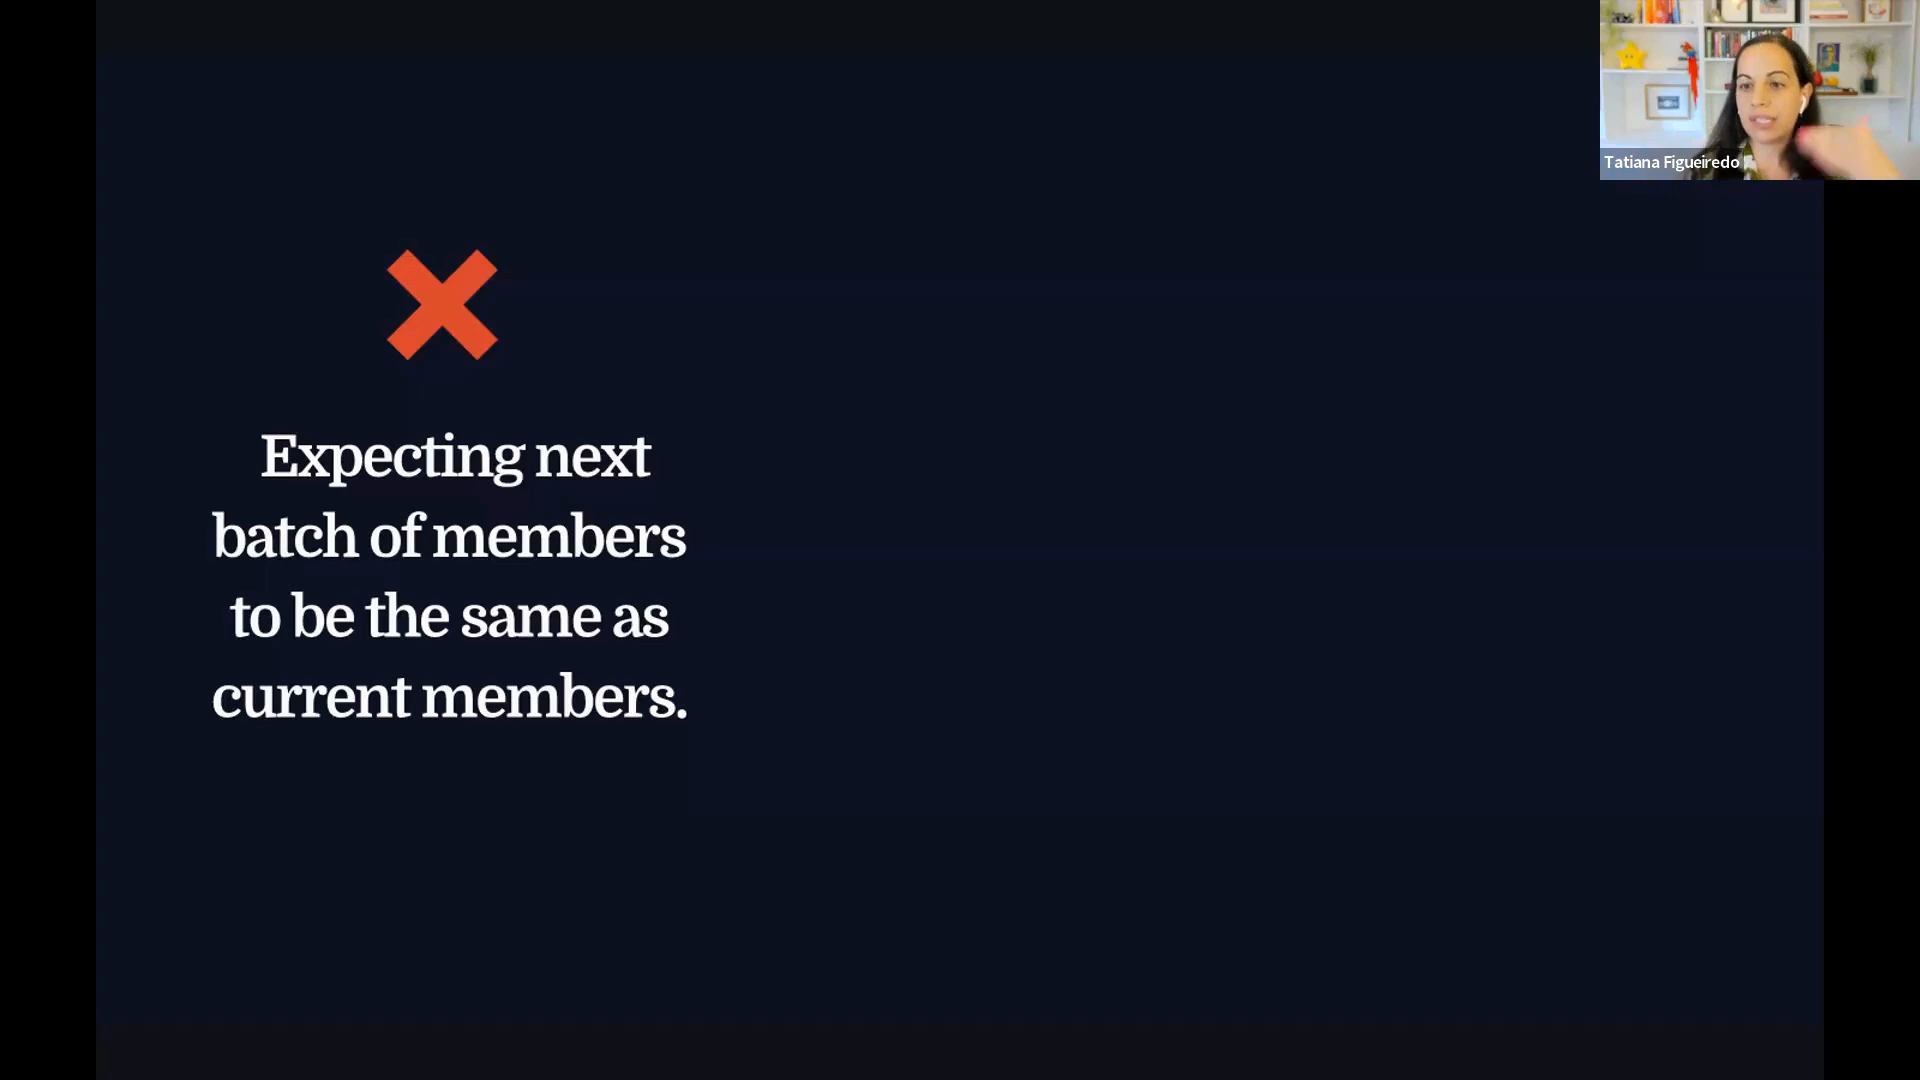 Expecting next
batch of members
to be the same as
current members.
Tatiana Figueiredo